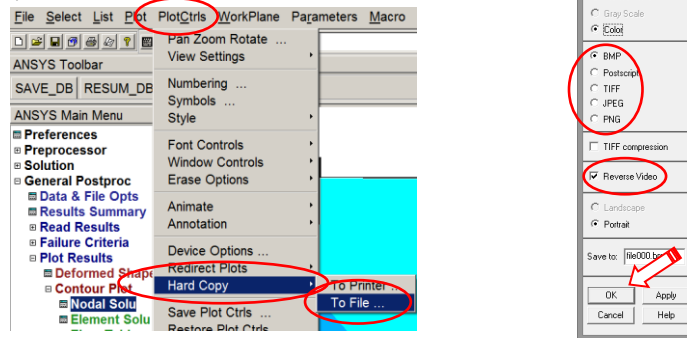 File Select List Plot PlotCtrls WorkPlane Parameters Macro
Pan Zoom Rotate ...
View Settings
ANSYS Toolbar
SAVE_DB RESUM_DB
Numbering ...
Symbols ...
Style
ANSYS Main Menu
Preferences
Preprocessor
Solution
General Postproc
Data & File Opts
Results Summary
Read Results
Failure Criteria
Plot Results
Deformed Shape
Contour Plot
Nodal Solu
Element Solu
Font Controls
Window Controls
Erase Options
Animate
Annotation
Device Options ...
Redirect Plots
Hard Copy
Save Plot Ctrls ...
Restore Plot Ctrls
To Printer ...
To File ...
Gray Scale
Color
BMP
Postscript
TIFF
JPEG
PNG
TIFF compression
Reverse Video
Landscape
Portrait
Save to: file000.bmp
OK Apply
Cancel Help